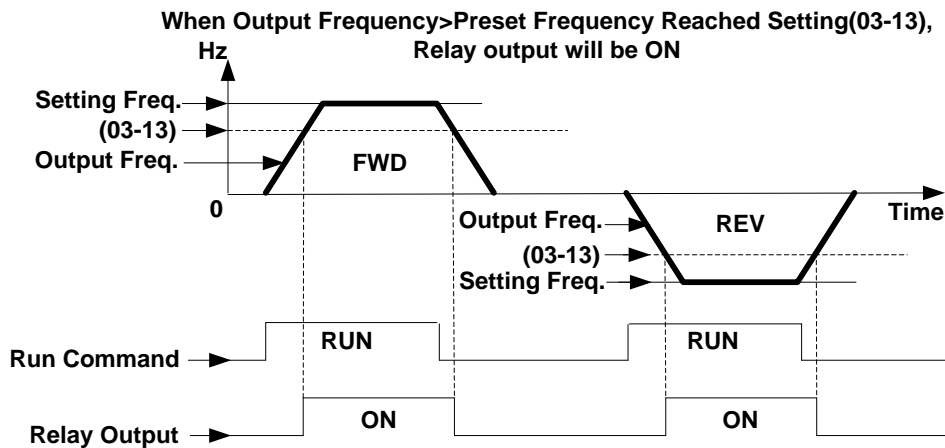 When Output Frequency>Preset Frequency Reached Setting(03-13),
Relay output will be ON
Hz
Setting Freq.
(03-13)
Output Freq.
FWD
0
Time
Output Freq.
REV
(03-13)
Setting Freq.
RUN
RUN
Run Command
ON
ON
Relay Output